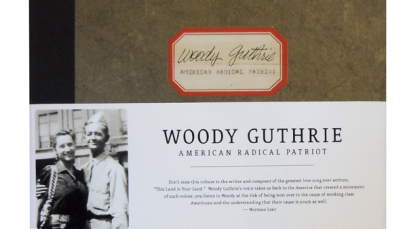 Woody Guthrie
AMERICAN RADICAL PATRIOT
WOODY GUTHRIE
AMERICAN RADICAL PATRIOT
Don't miss this tribute to the writer and composer of the greatest love song ever written,
"This Land is Your Land." Woody Guthrie's voice takes us back to the America that created a movement
of such voices: you listen to Woody at the risk of being won over to the cause of working class
Americans and the understanding that their cause is yours as well.
— Norman Lear